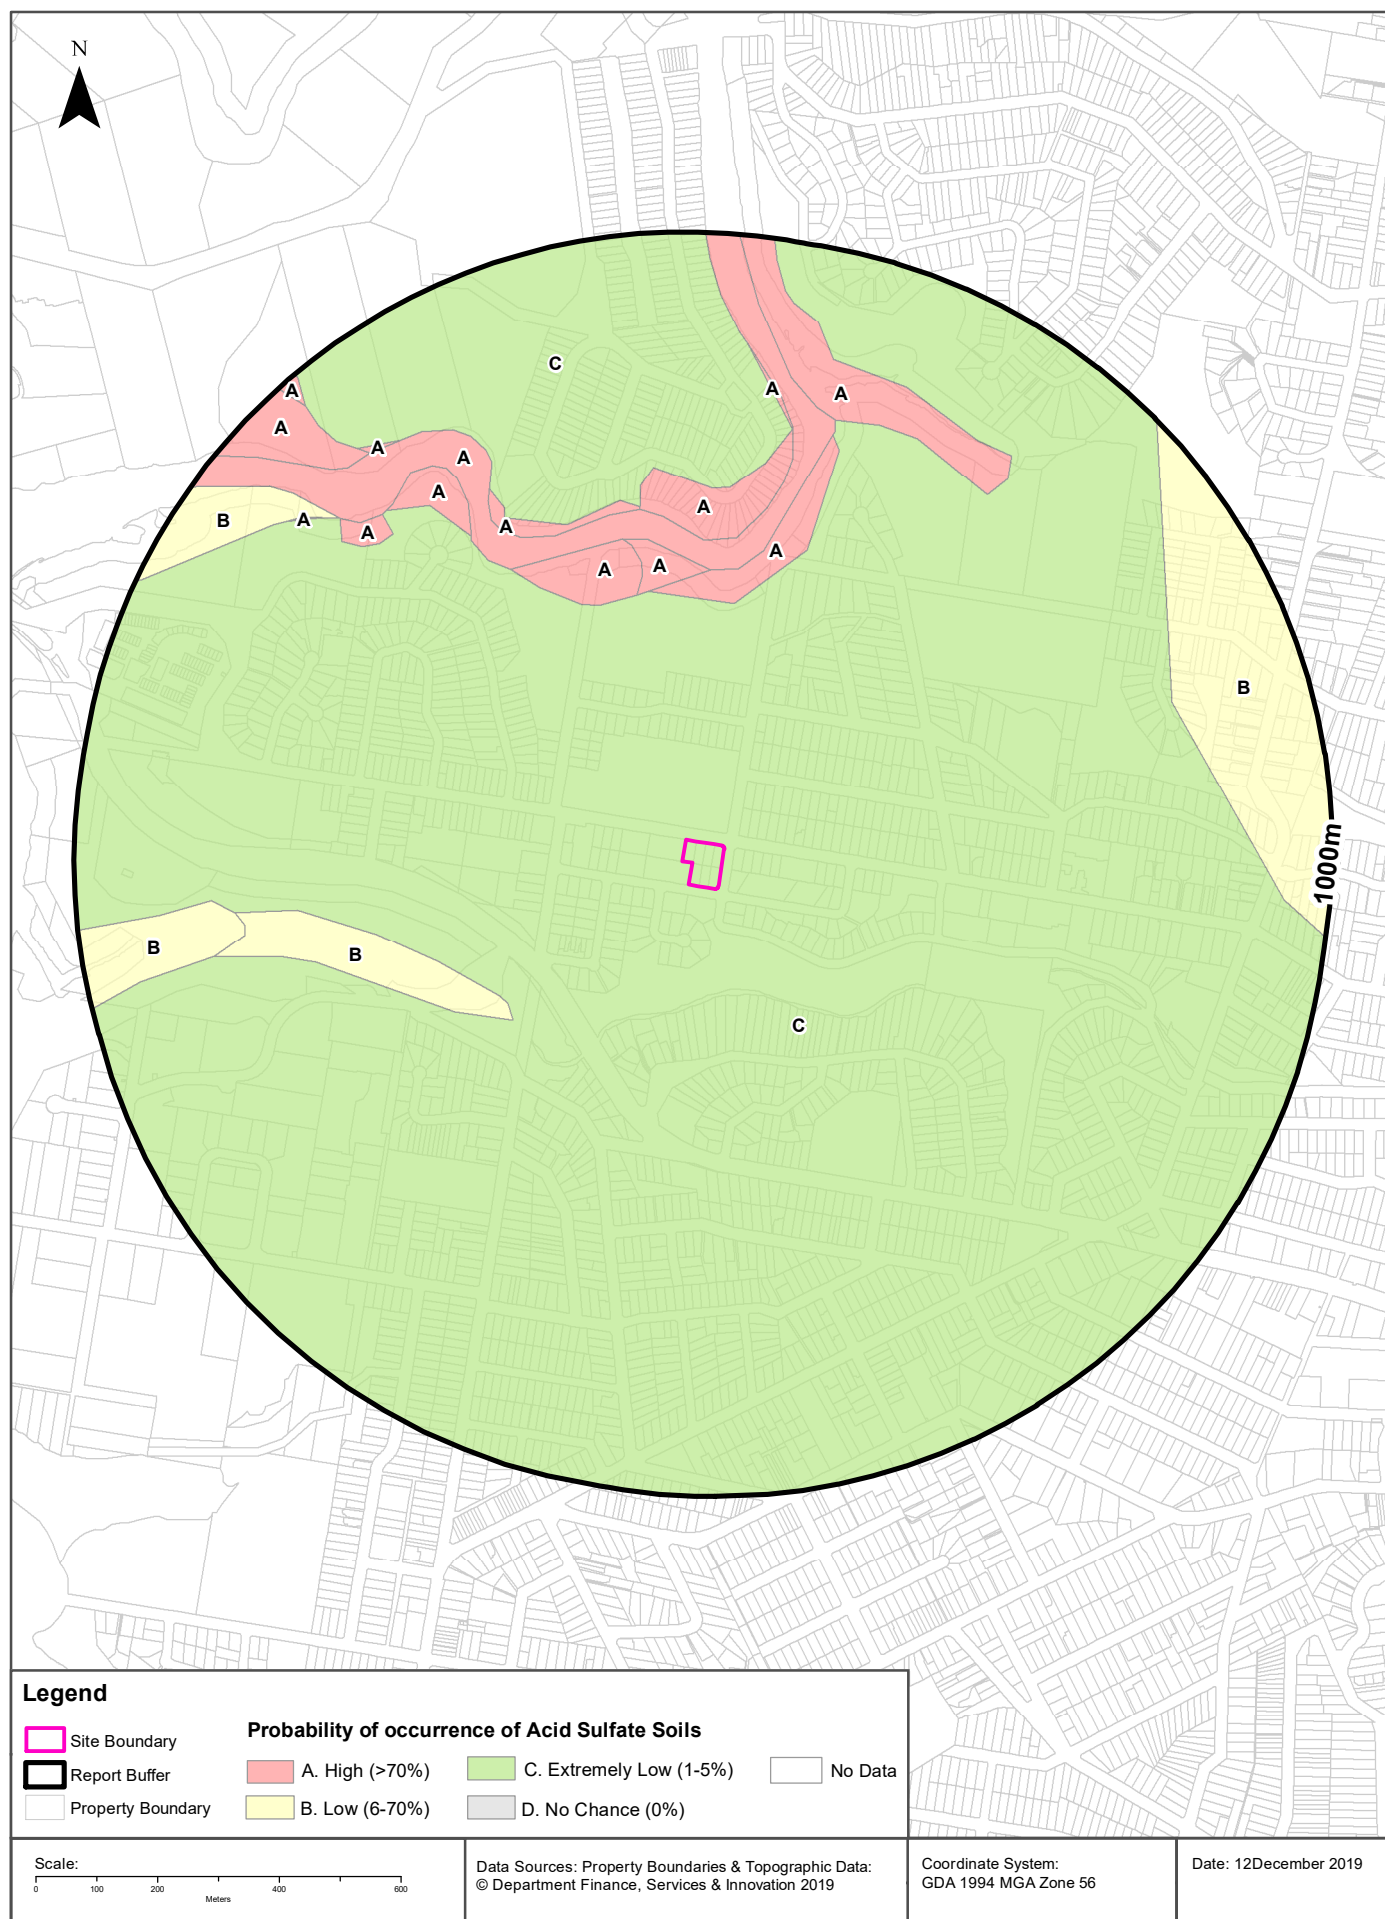 N
C
A
A
A
A
A
A
A
A
A
B
A
A
A
A
A
A
B
1000m
B
B
C
Legend
Site Boundary
Report Buffer
Property Boundary
Probability of occurrence of Acid Sulfate Soils
A. High (>70%)
C. Extremely Low (1-5%)
No Data
B. Low (6-70%)
D. No Chance (0%)
Scale:
0 100 200 400 600
Meters
Data Sources: Property Boundaries & Topographic Data:
© Department Finance, Services & Innovation 2019
Coordinate System:
GDA 1994 MGA Zone 56
Date: 12December 2019